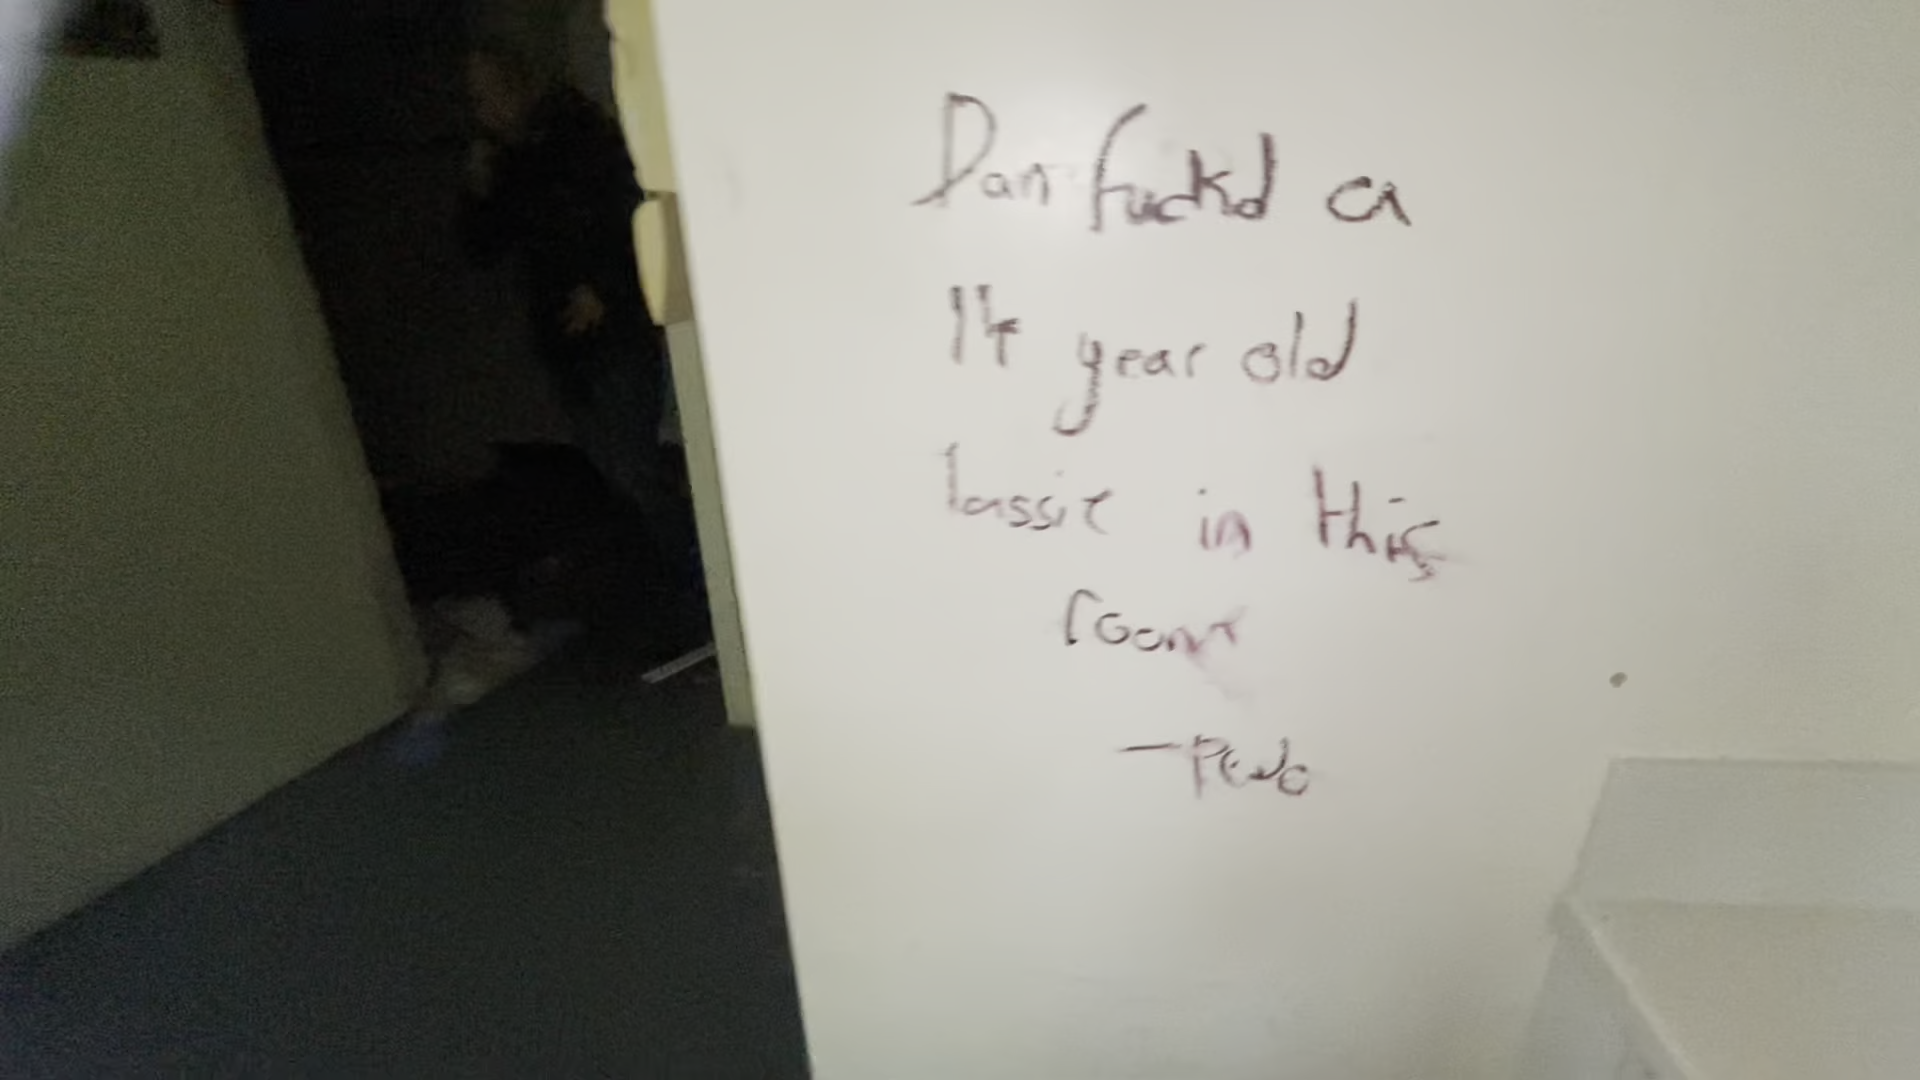 Dan fuckd a
14 year old
lassie in this
room
- Pedo